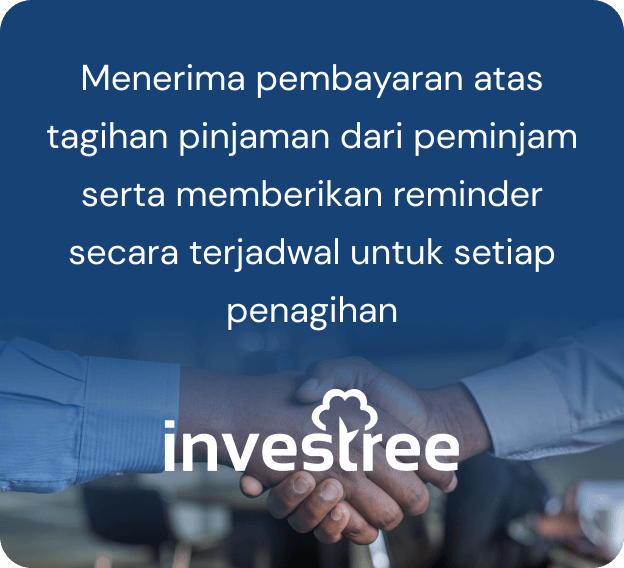 Menerima pembayaran atas
tagihan pinjaman dari peminjam
serta memberikan reminder
secara terjadwal untuk setiap
penagihan
investree